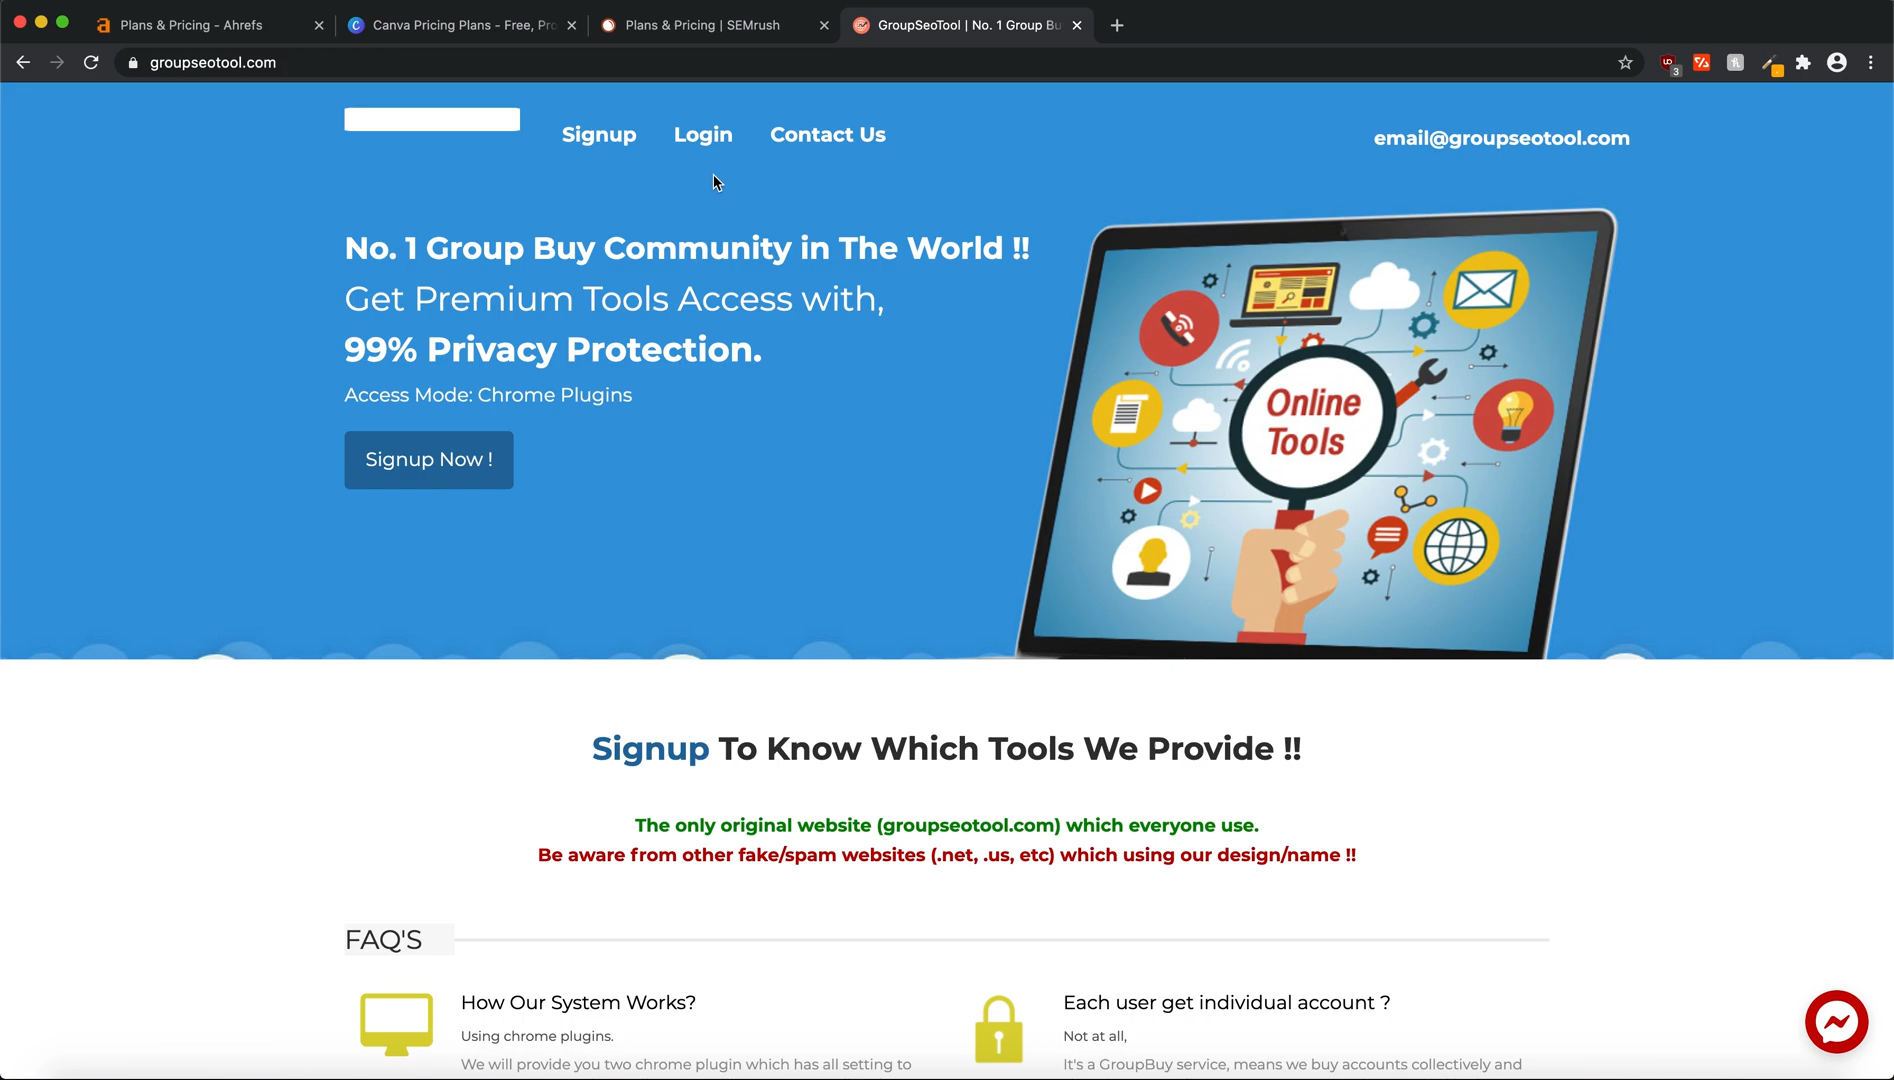 Plans & Pricing - Ahrefs
Canva Pricing Plans - Free, Pro
Plans & Pricing | SEMrush
GroupSeoTool | No. 1 Group Bu
groupseotool.com
3
Signup
Login
Contact Us
email@groupseotool.com
No. 1 Group Buy Community in The World !!
Get Premium Tools Access with,
99% Privacy Protection.
Access Mode: Chrome Plugins
Signup Now !
Online
Tools
Signup To Know Which Tools We Provide !!
The only original website (groupseotool.com) which everyone use.
Be aware from other fake/spam websites (.net, .us, etc) which using our design/name !!
FAQ'S
How Our System Works?
Using chrome plugins.
We will provide you two chrome plugin which has all setting to
Each user get individual account ?
Not at all,
It's a GroupBuy service, means we buy accounts collectively and